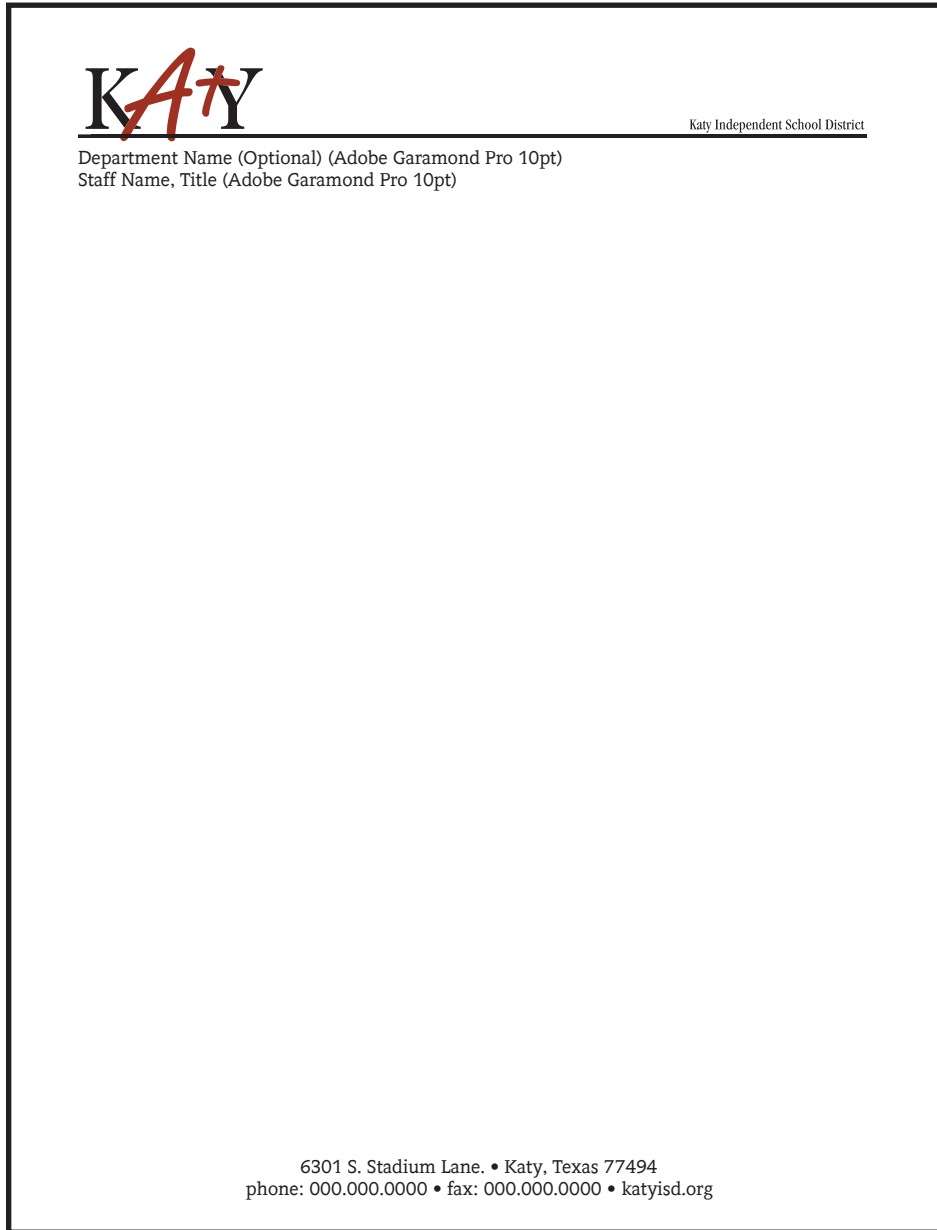 KAtY
Katy Independent School District
Department Name (Optional) (Adobe Garamond Pro 10pt)
Staff Name, Title (Adobe Garamond Pro 10pt)
6301 S. Stadium Lane. • Katy, Texas 77494
phone: 000.000.0000 • fax: 000.000.0000 • katyisd.org